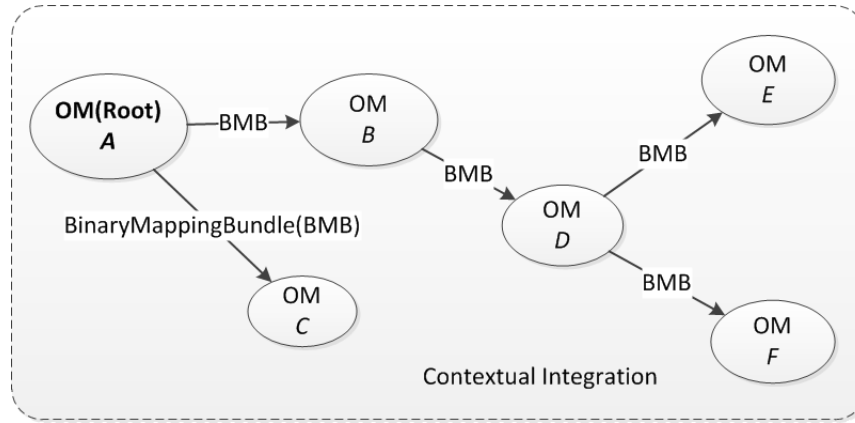 OM(Root)
A
BMB
OM
B
BMB
OM
E
BMB
OM
D
BinaryMappingBundle(BMB)
BMB
OM
C
OM
F
Contextual Integration